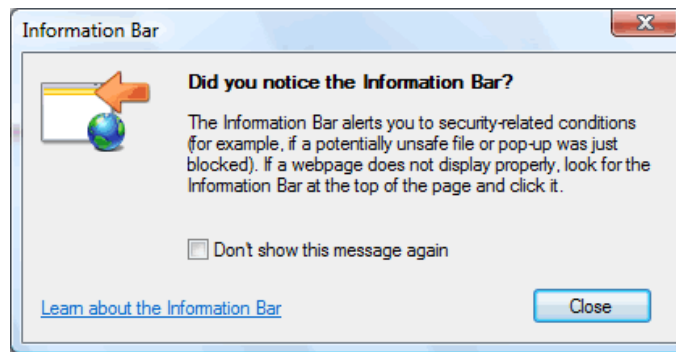 Information Bar
Did you notice the Information Bar?
The Information Bar alerts you to security-related conditions
(for example, if a potentially unsafe file or pop-up was just
blocked). If a webpage does not display properly, look for the
Information Bar at the top of the page and click it.
Don't show this message again
Learn about the Information Bar
Close